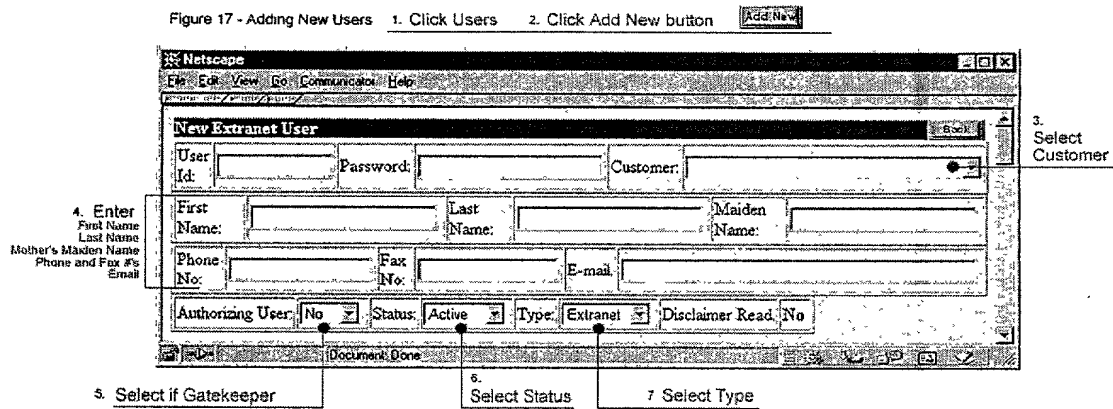 Figure 17 - Adding New Users 1. Click Users 2. Click Add New button Add New
Netscape
File Edit View Go Communicator Help
New Extranet User Back
3.
Select
Customer
User
Id: Password: Customer:
4. Enter
First Name
Last Name
Mother's Maiden Name
Phone and Fax #'s
Email
First
Name: Last
Name: Maiden
Name:
Phone
No: Fax
No: E-mail
Authorizing User: No Status: Active Type: Extranet Disclaimer Read. No
Document: Done
5. Select if Gatekeeper
6.
Select Status
7 Select Type